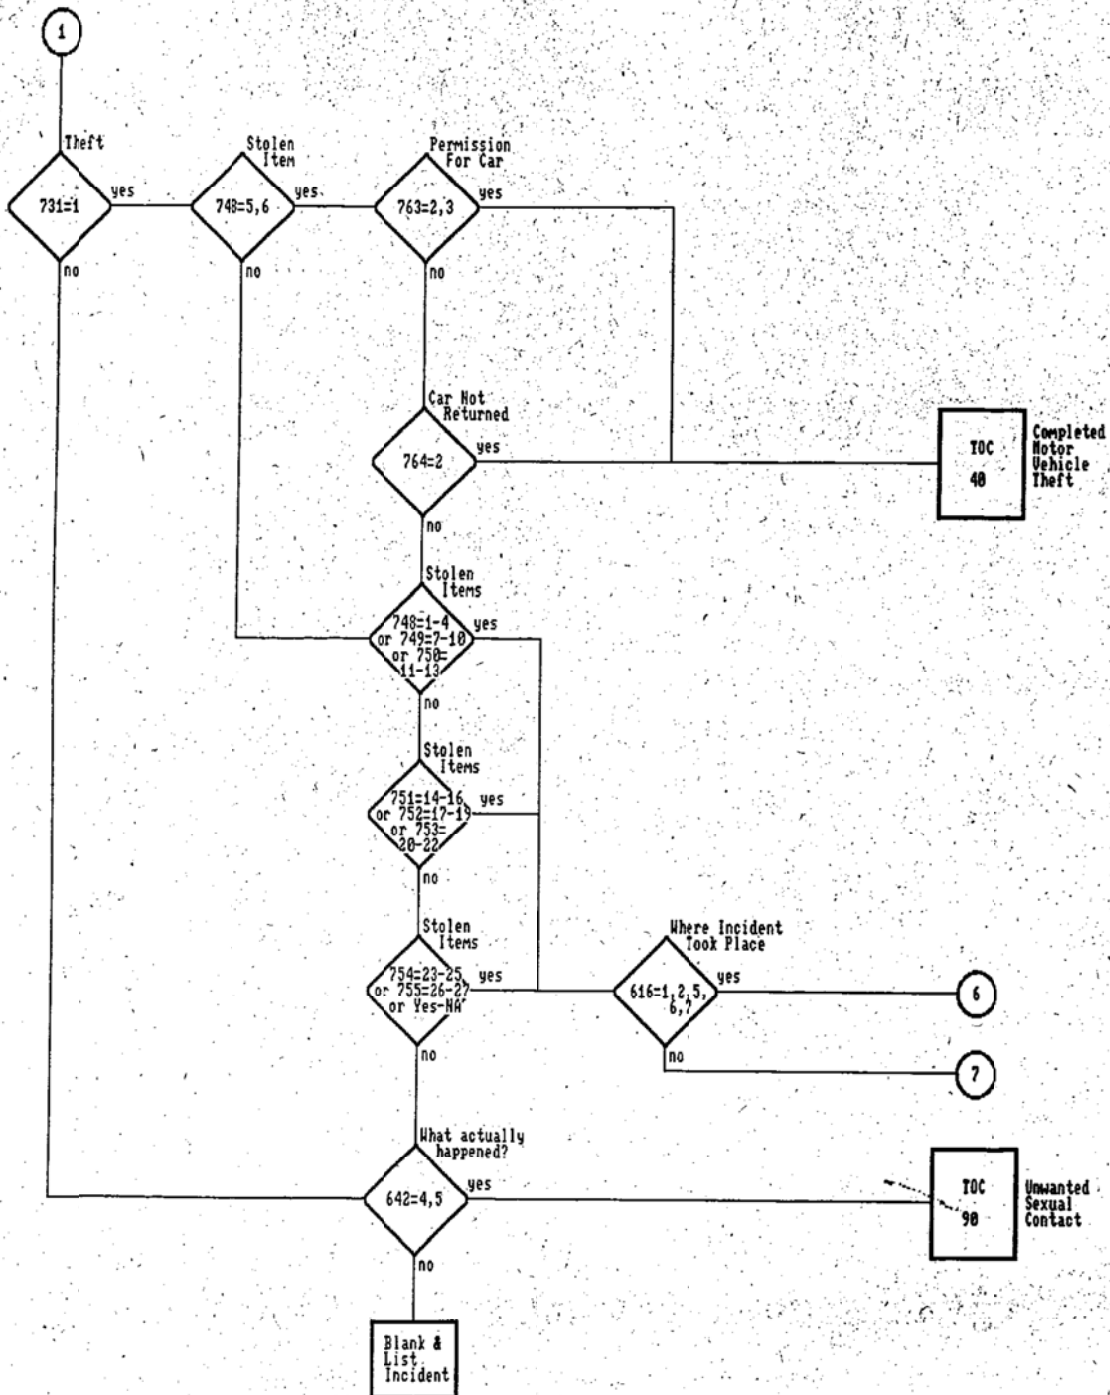 1
Theft
731=1
yes
no
Stolen
Item
748=5,6
yes
no
Permission
For Car
763=2,3
yes
no
Car Not
Returned
764=2
yes
no
TOC
40
Completed
Motor
Vehicle
Theft
Stolen
Items
748=1-4
or 749=7-10
or 750=
11-13
yes
no
Stolen
Items
751=14-16
or 752=17-19
or 753=
20-22
yes
no
Stolen
Items
754=23-25
or 755=26-27
or Yes-NA
yes
no
Where Incident
Took Place
616=1,2,5,
6,7
yes
6
no
7
What actually
happened?
642=4,5
yes
no
TOC
90
Unwanted
Sexual
Contact
Blank &
List
Incident